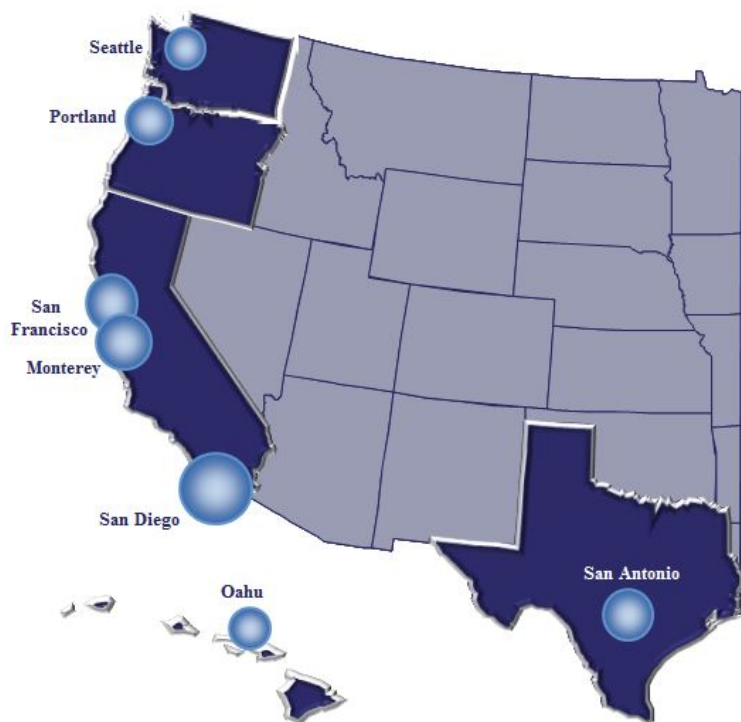 Seattle
Portland
San
Francisco
Monterey
San Diego
Oahu
San Antonio